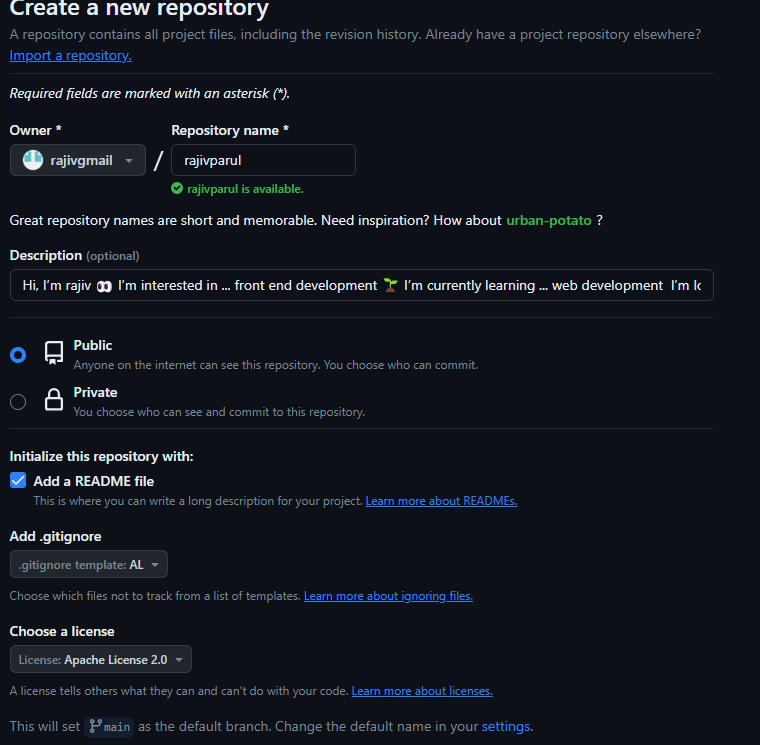 Create a new repository
A repository contains all project files, including the revision history. Already have a project repository elsewhere?
Import a repository.
Required fields are marked with an asterisk (*).
Owner * Repository name *
rajivgmail / rajivparul
rajivparul is available.
Great repository names are short and memorable. Need inspiration? How about urban-potato ?
Description (optional)
Hi, I’m rajiv 👀 I’m interested in ... front end development 🌱 I’m currently learning ... web development I’m lo
Public
Anyone on the internet can see this repository. You choose who can commit.
Private
You choose who can see and commit to this repository.
Initialize this repository with:
Add a README file
This is where you can write a long description for your project. Learn more about READMEs.
Add .gitignore
.gitignore template: AL
Choose which files not to track from a list of templates. Learn more about ignoring files.
Choose a license
License: Apache License 2.0
A license tells others what they can and can't do with your code. Learn more about licenses.
This will set main as the default branch. Change the default name in your settings.